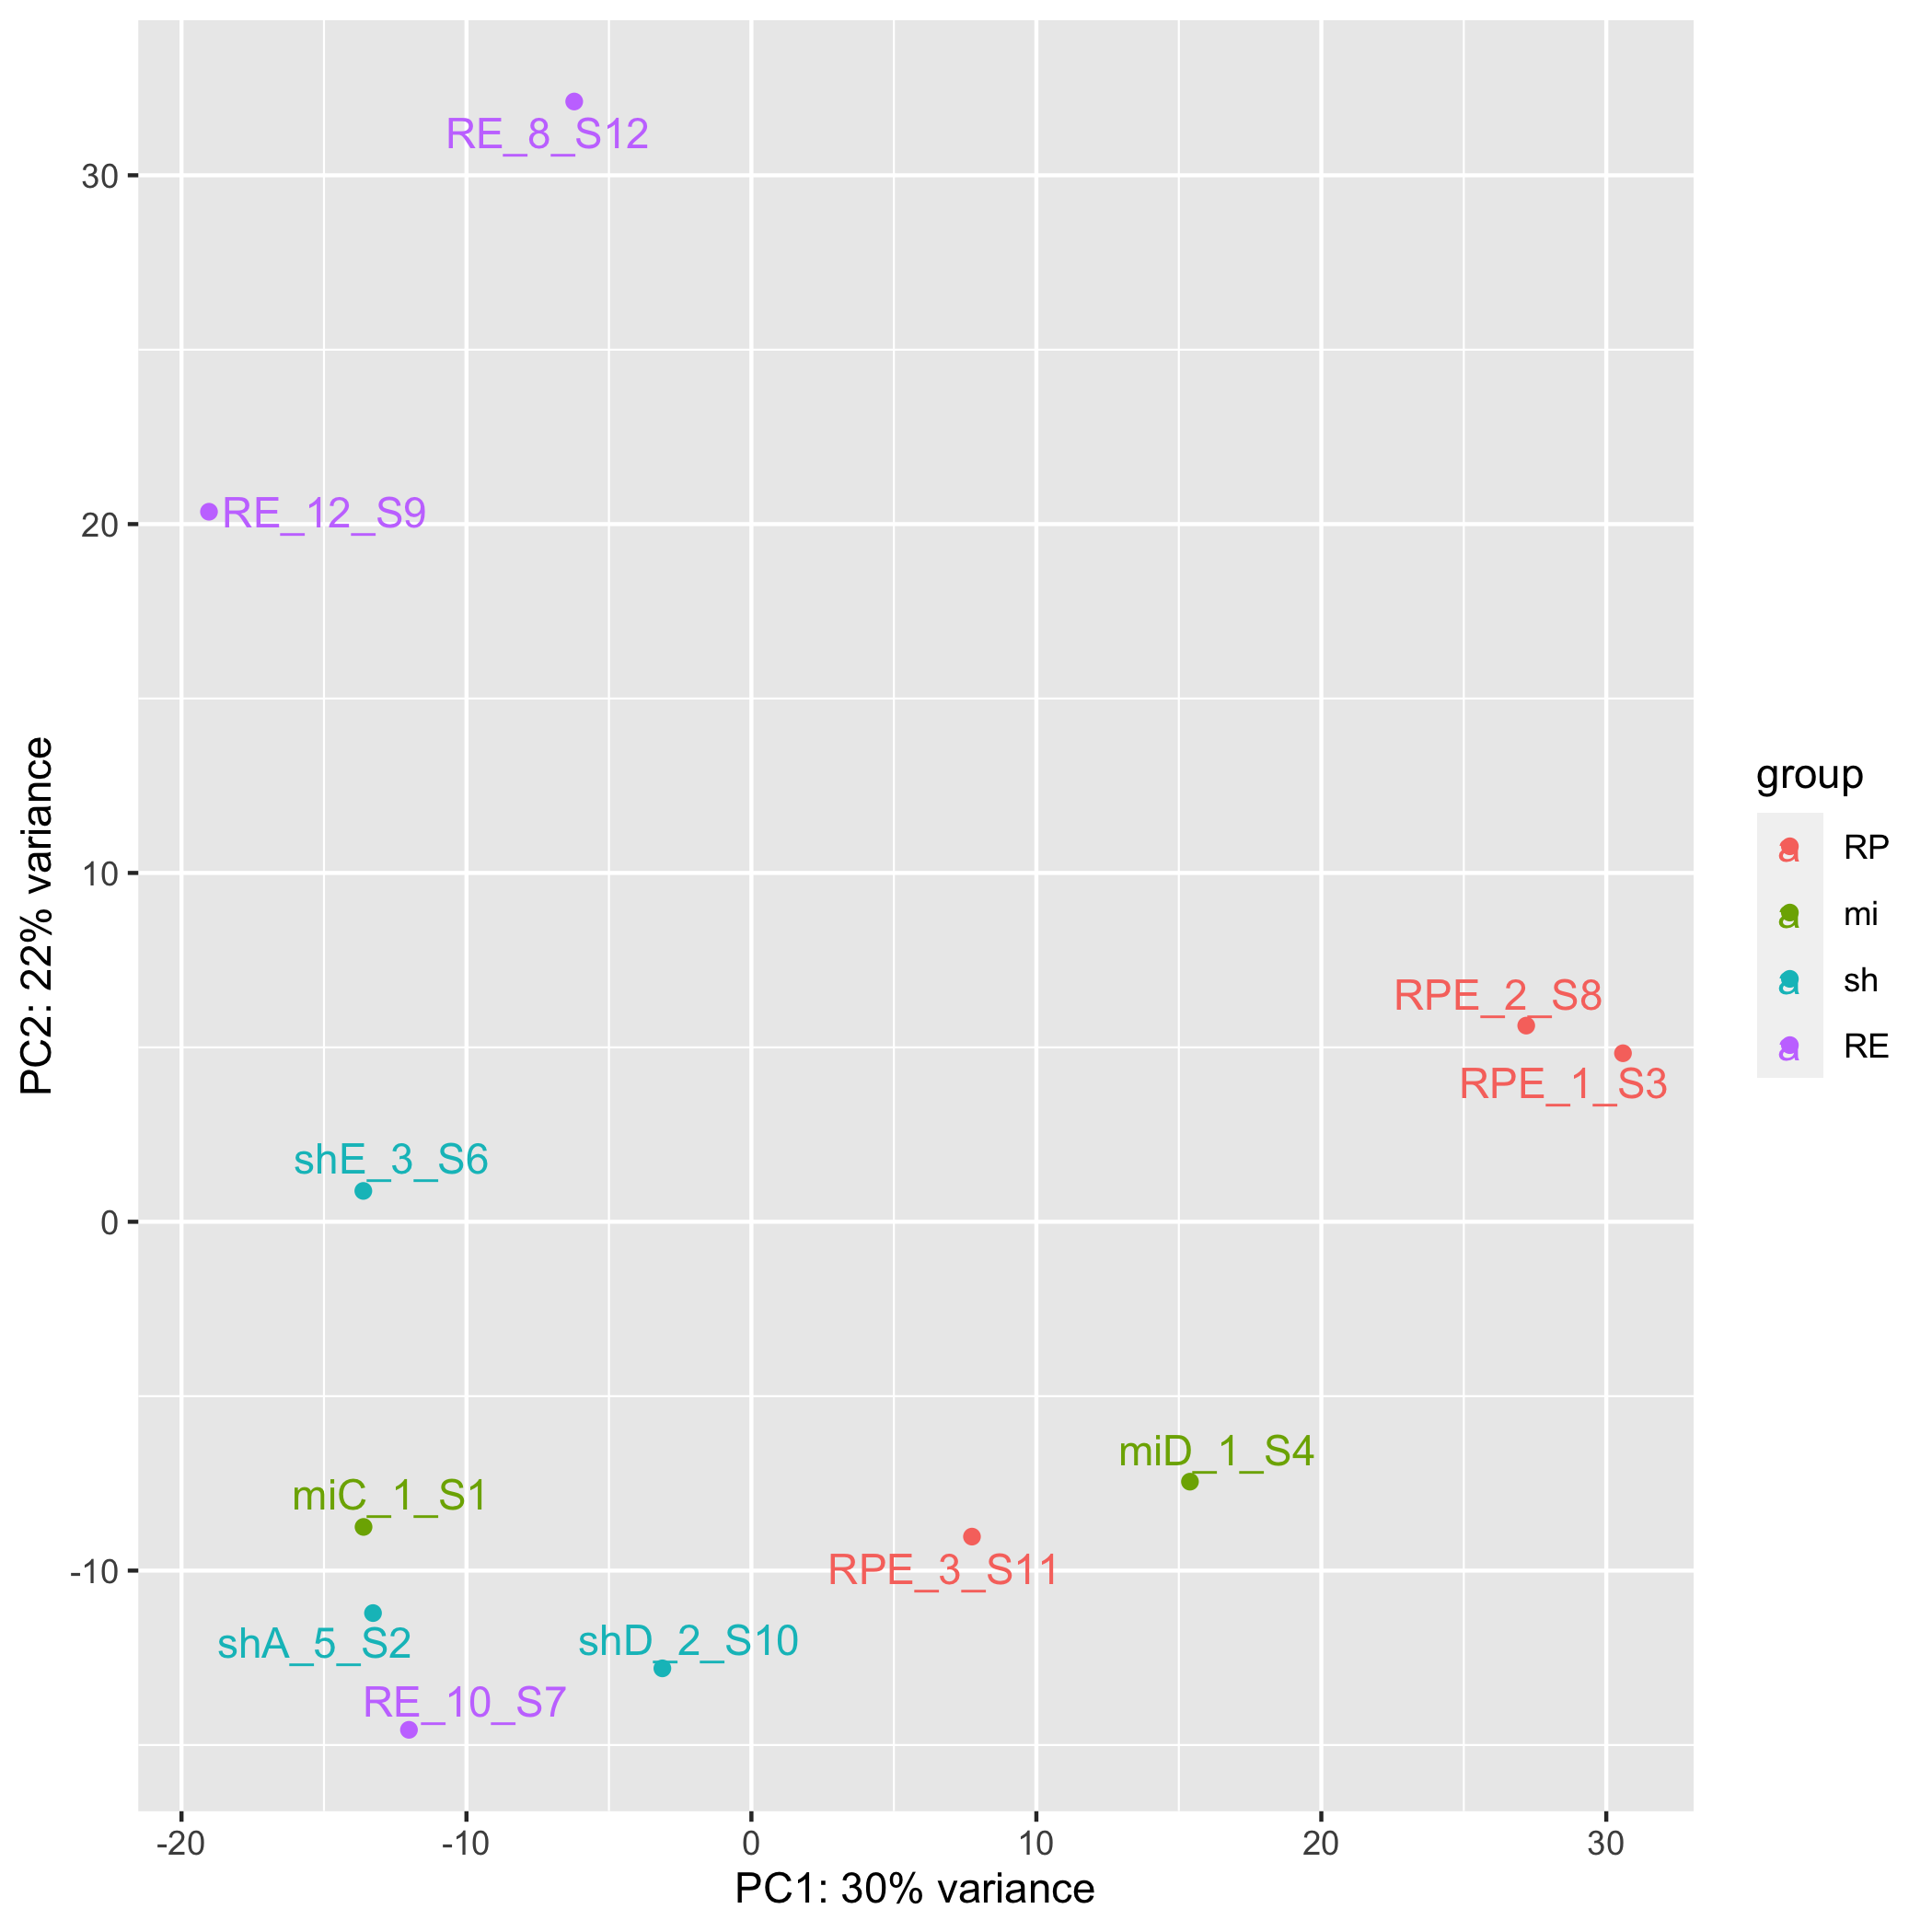 RE_8_S12
30
RE_12_S9
20
PC2: 22% variance
10
RPE_2_S8
RPE_1_S3
shE_3_S6
0
miD_1_S4
miC_1_S1
RPE_3_S11
-10
shA_5_S2
shD_2_S10
RE_10_S7
-20
-10
0
10
20
30
PC1: 30% variance
group
a RP
a mi
a sh
a RE